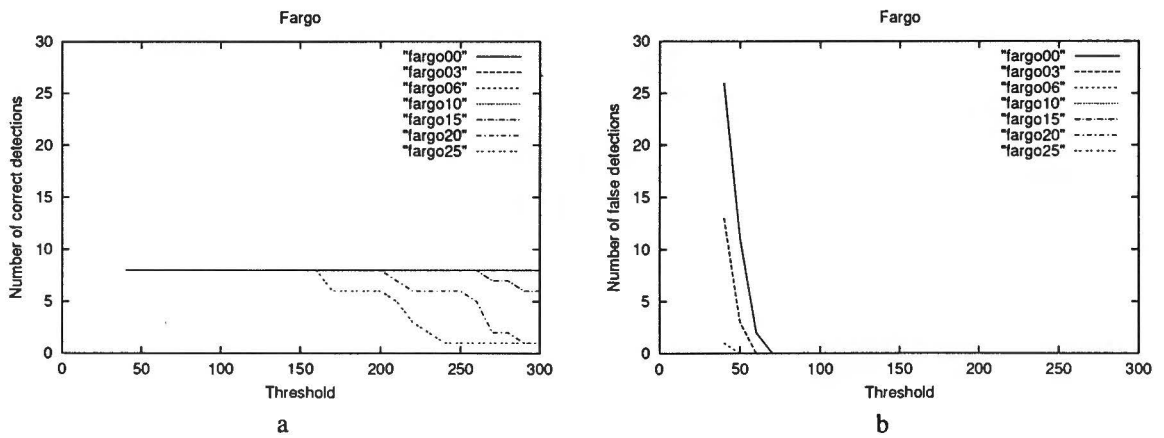 Fargo
30
25
20
15
10
5
0
Number of correct detections
"fargo00"
"fargo03"
"fargo06"
"fargo10"
"fargo15"
"fargo20"
"fargo25"
0 50 100 150 200 250 300
Threshold
a
Fargo
30
25
20
15
10
5
0
Number of false detections
"fargo00"
"fargo03"
"fargo06"
"fargo10"
"fargo15"
"fargo20"
"fargo25"
0 50 100 150 200 250 300
Threshold
b